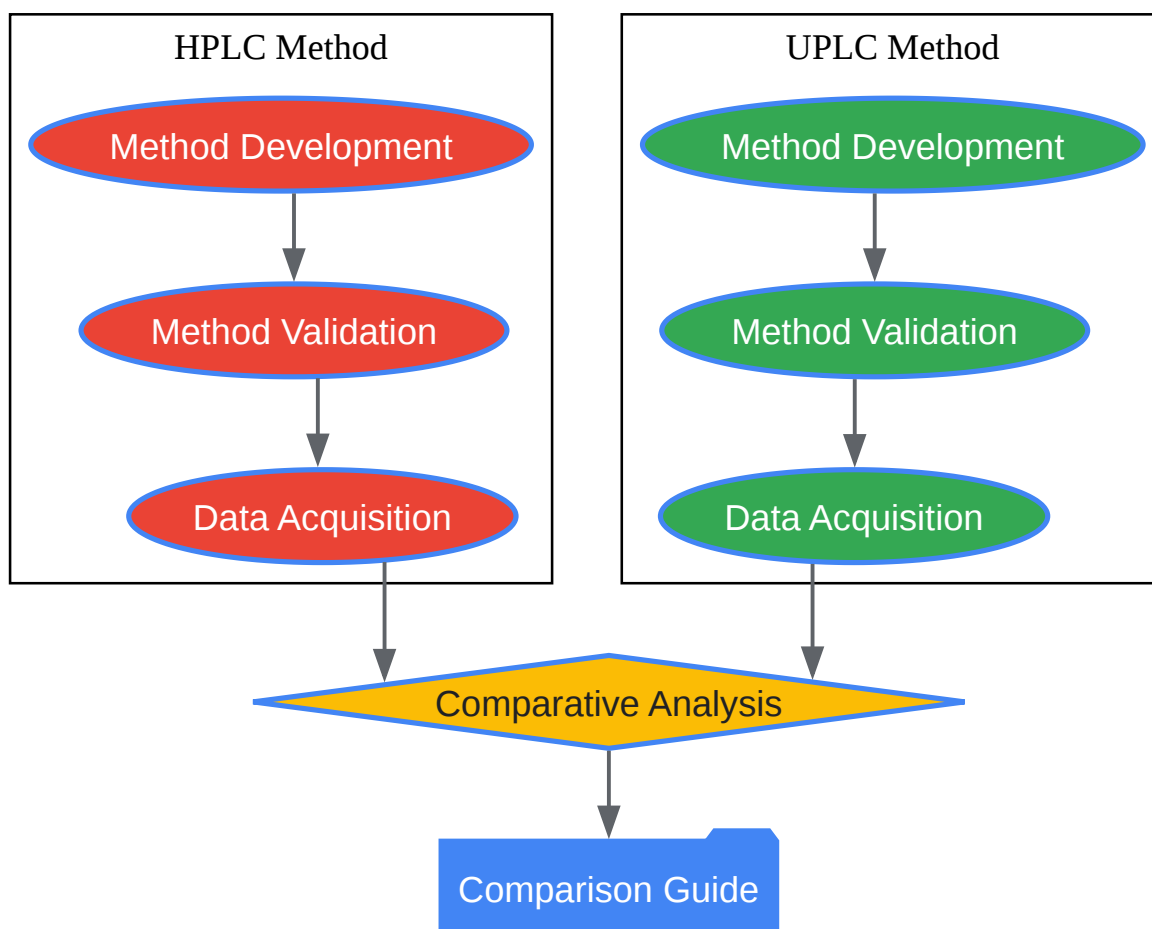 HPLC Method
Method Development
Method Validation
Data Acquisition
UPLC Method
Method Development
Method Validation
Data Acquisition
Comparative Analysis
Comparison Guide